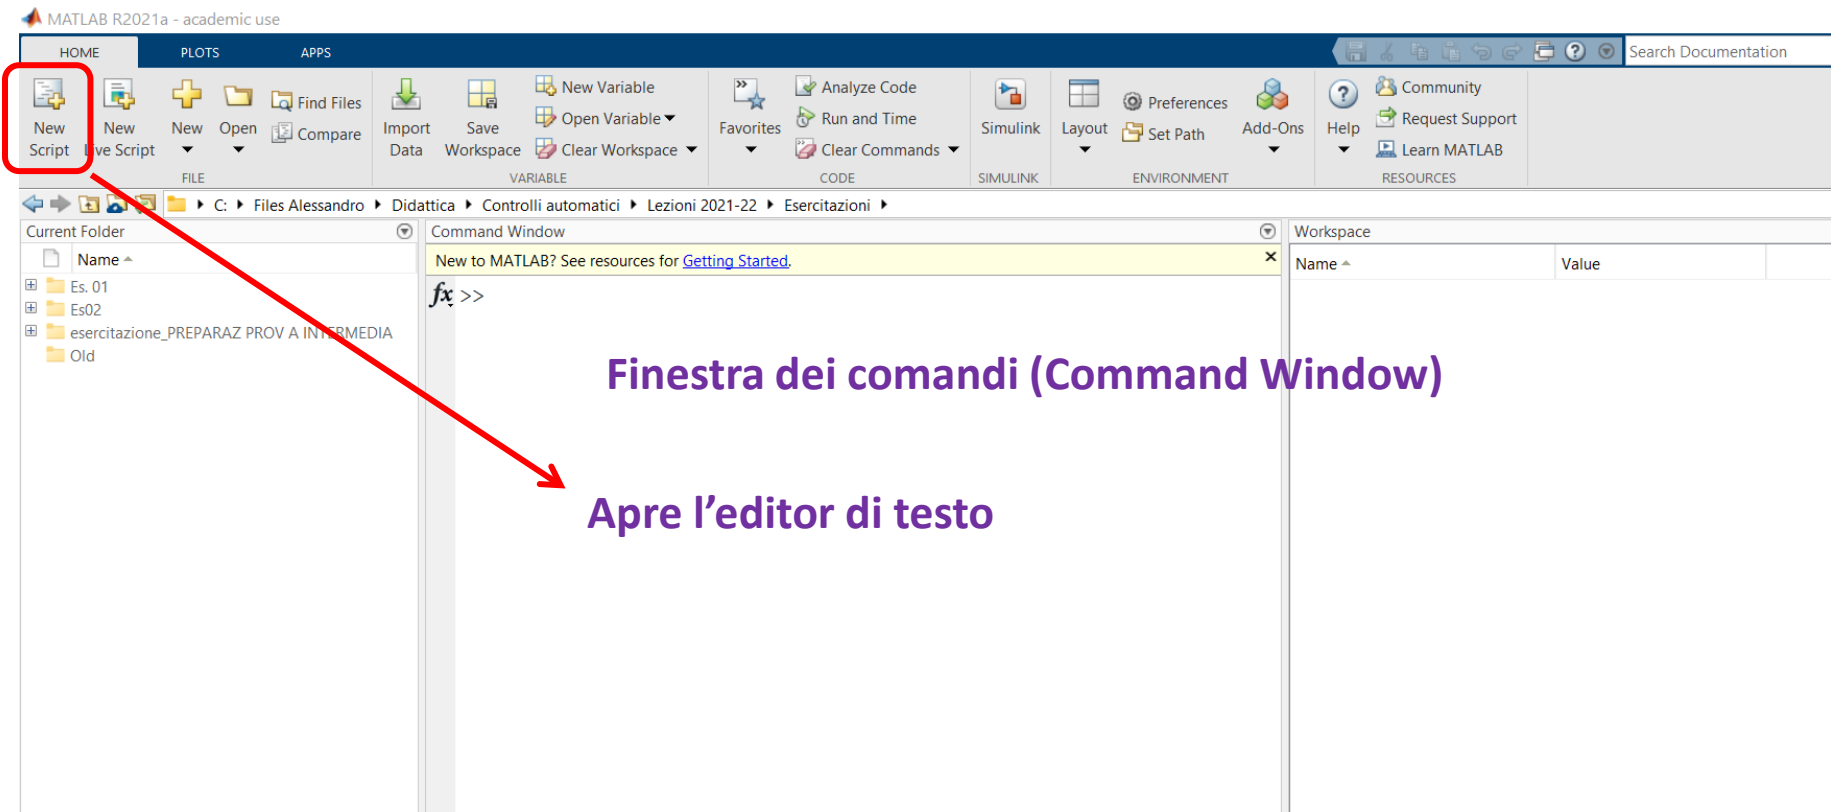 MATLAB R2021a - academic use
HOME PLOTS APPS
Search Documentation
New Script
New Live Script
New
Open
Find Files
Compare
Import Data
Save Workspace
New Variable
Open Variable
Clear Workspace
Favorites
Analyze Code
Run and Time
Clear Commands
Simulink
Layout
Preferences
Set Path
Add-Ons
Help
Community
Request Support
Learn MATLAB
FILE VARIABLE CODE SIMULINK ENVIRONMENT RESOURCES
C: Files Alessandro Didattica Controlli automatici Lezioni 2021-22 Esercitazioni
Current Folder
Name
Es. 01
Es02
esercitazione_PREPARAZ PROV A INTERMEDIA
Old
Command Window
New to MATLAB? See resources for Getting Started.
fx >>
Finestra dei comandi (Command Window)
Apre l’editor di testo
Workspace
Name Value